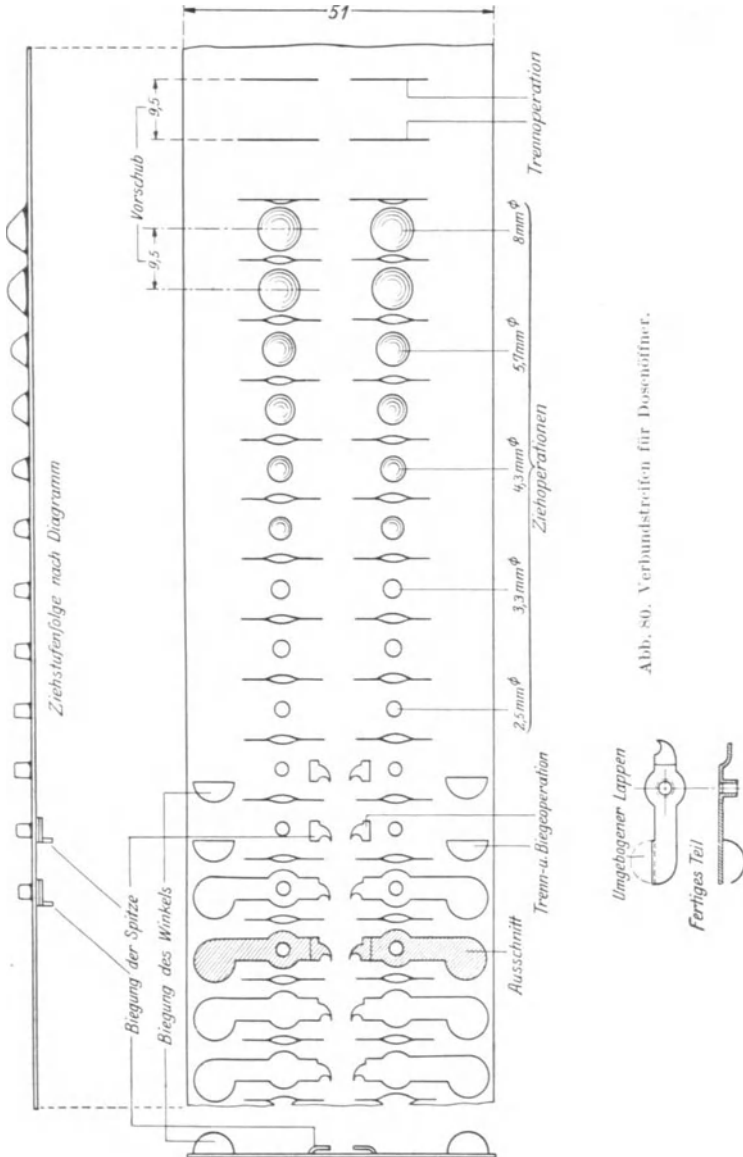 51
9,5
Vorschub
9,5
Trennoperation
Ziehstufenfolge nach Diagramm
8mm Φ
5,7mm Φ
4,3mm Φ
3,3mm Φ
2,5mm Φ
Ziehoperationen
Biegung der Spitze
Biegung des Winkels
Trenn-u. Biegeoperation
Ausschnitt
Umgebogener Lappen
Fertiges Teil
Abb. 80. Verbundstreifen für Dosenöffner.